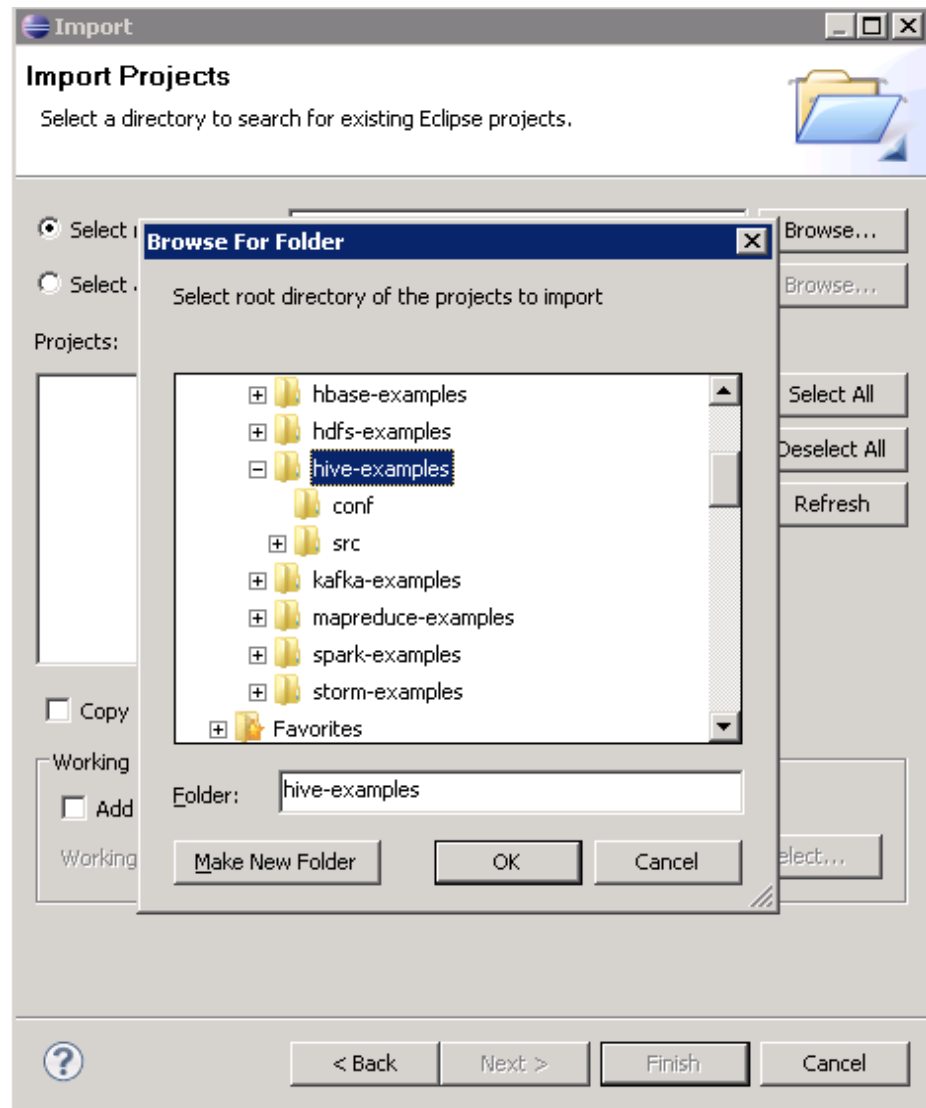 Import
Import Projects
Select a directory to search for existing Eclipse projects.
Select
Browse...
Browse For Folder
Select
Browse...
Select root directory of the projects to import
Projects:
hbase-examples
Select All
hdfs-examples
Deselect All
hive-examples
conf
Refresh
src
kafka-examples
mapreduce-examples
spark-examples
storm-examples
Copy
Favorites
Working
Folder:
hive-examples
Add
Working
Make New Folder
OK
Cancel
elect...
?
< Back
Next >
Finish
Cancel